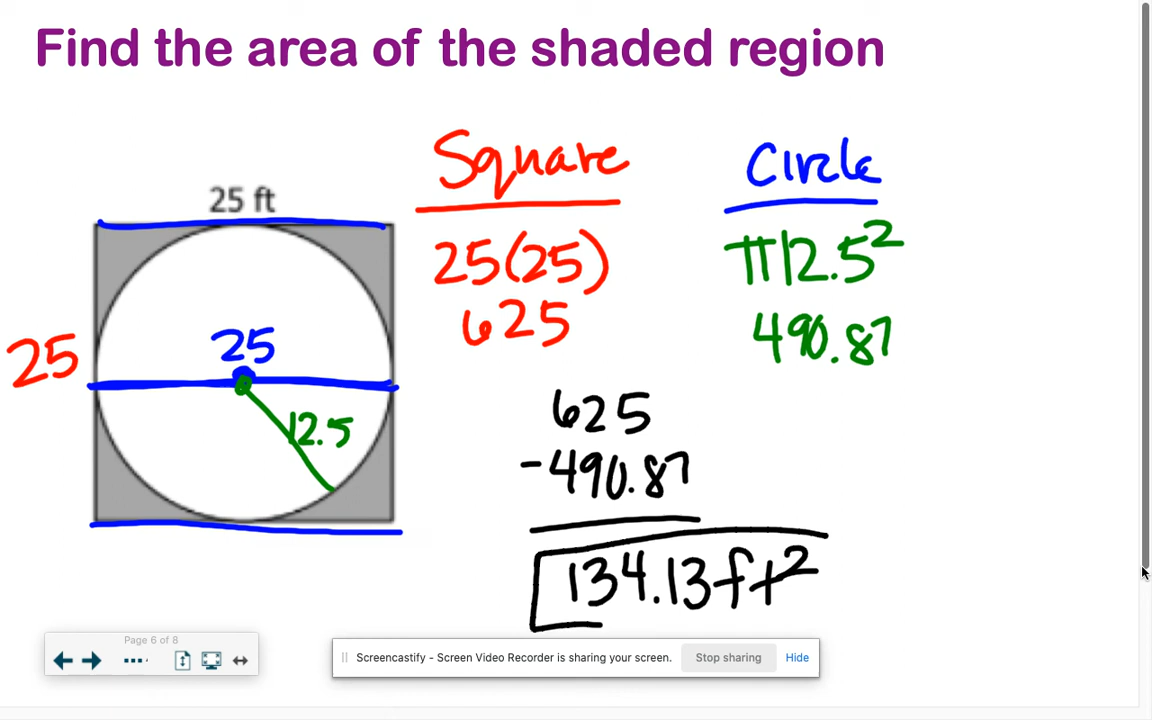 Find the area of the shaded region
Square
Circle
25 ft
25(25)
π12.5²
625
490.87
25
25
12.5
625
-490.87
134.13ft²
Page 6 of 8
Screencastify - Screen Video Recorder is sharing your screen.
Stop sharing
Hide